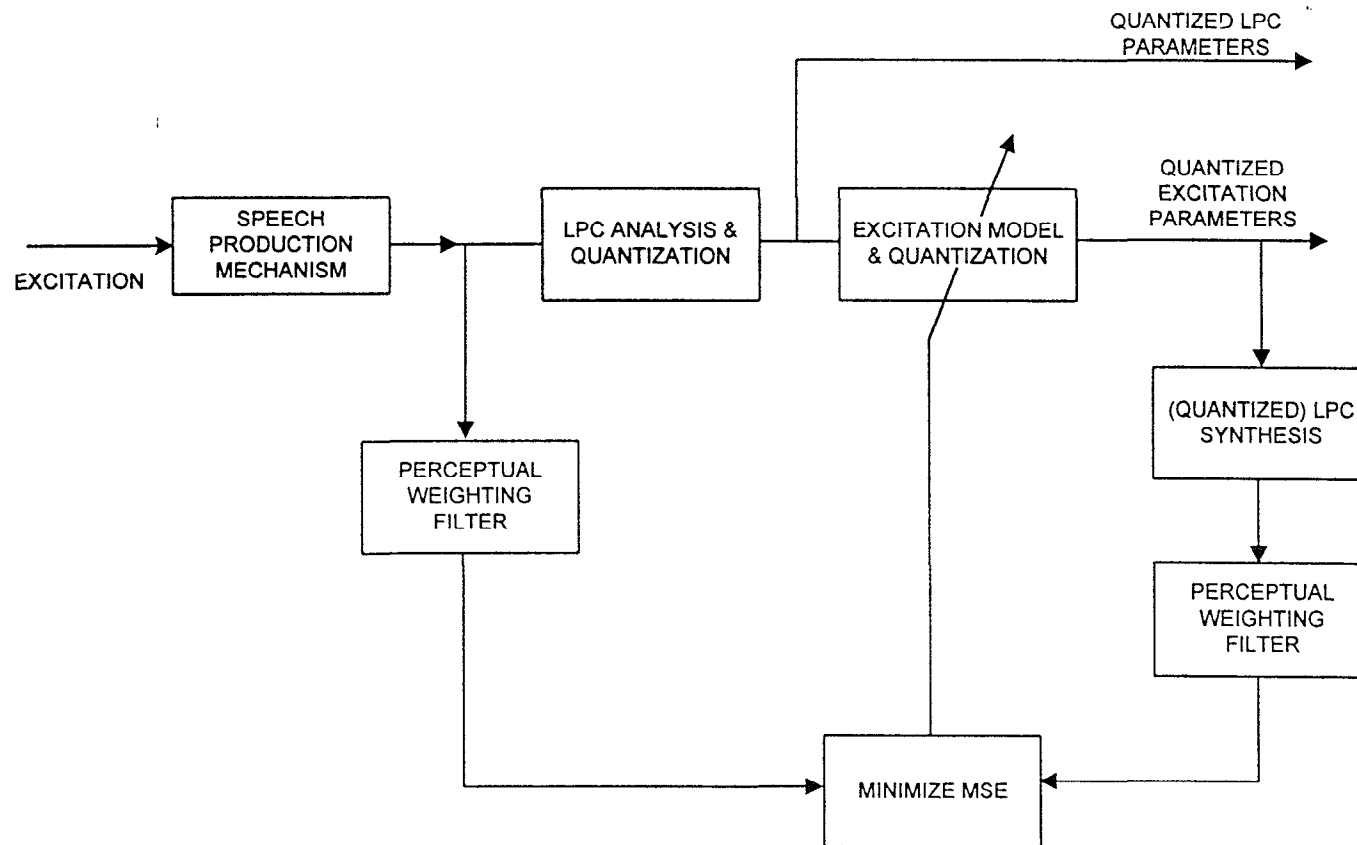 QUANTIZED LPC
PARAMETERS
QUANTIZED
EXCITATION
PARAMETERS
SPEECH
PRODUCTION
MECHANISM
LPC ANALYSIS &
QUANTIZATION
EXCITATION MODEL
& QUANTIZATION
EXCITATION
(QUANTIZED) LPC
SYNTHESIS
PERCEPTUAL
WEIGHTING
FILTER
PERCEPTUAL
WEIGHTING
FILTER
MINIMIZE MSE